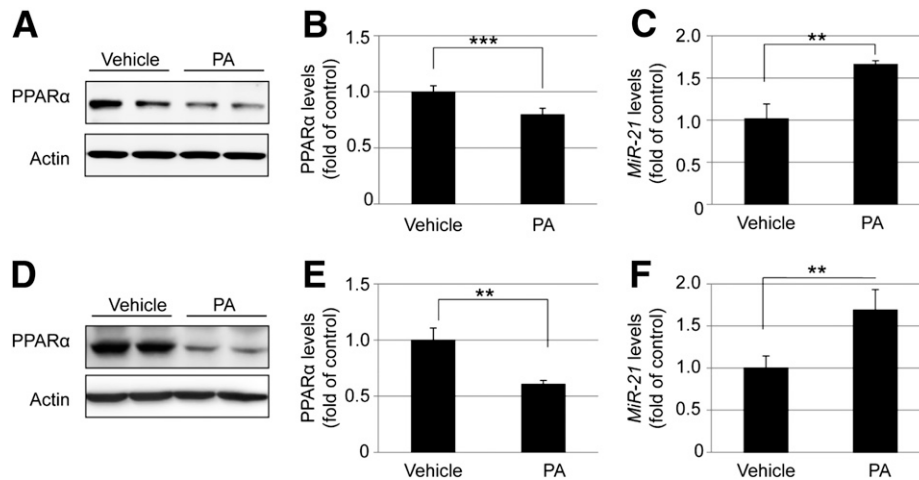 A
Vehicle PA
PPARα
Actin
B
PPARα levels
(fold of control)
1.5
1.0
0.5
0
***
Vehicle PA
C
MiR-21 levels
(fold of control)
2.0
1.5
1.0
0.5
0
**
Vehicle PA
D
Vehicle PA
PPARα
Actin
E
PPARα levels
(fold of control)
1.5
1.0
0.5
0
**
Vehicle PA
F
MiR-21 levels
(fold of control)
2.0
1.5
1.0
0.5
0
**
Vehicle PA